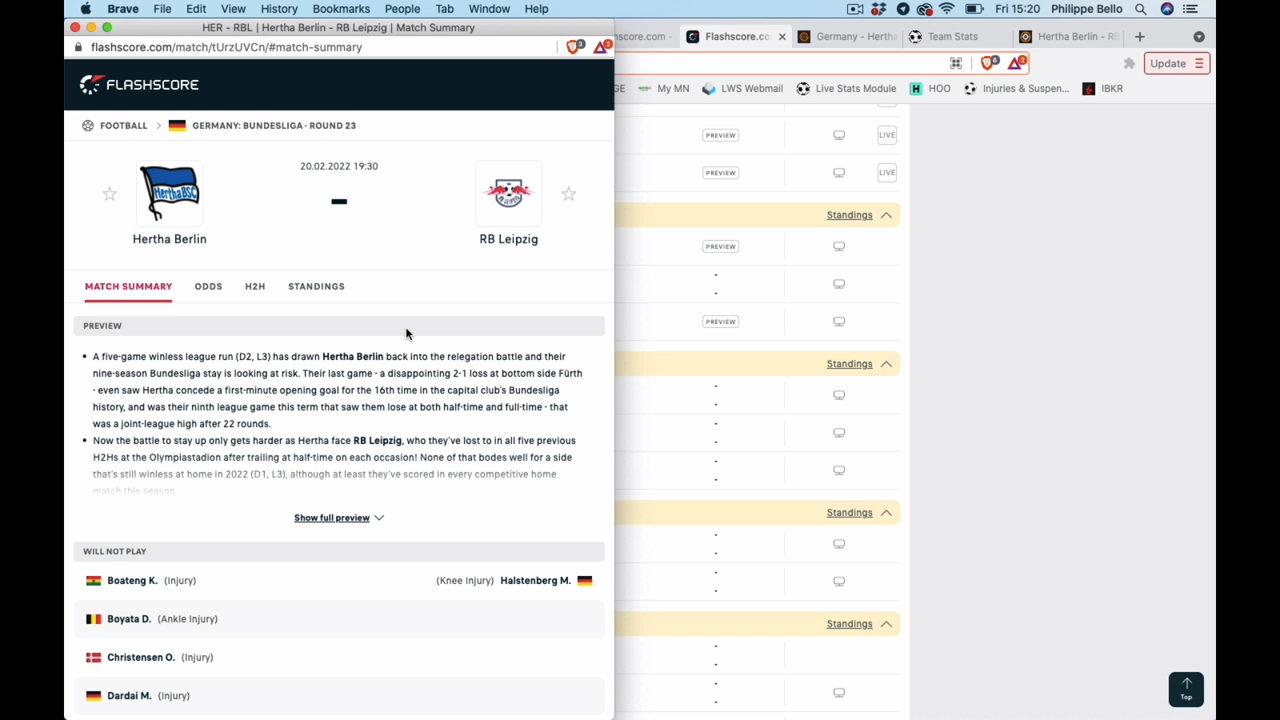 Brave File Edit View History Bookmarks People Tab Window Help
Fri 15:20 Philippe Bello
HER - RBL | Hertha Berlin - RB Leipzig | Match Summary
flashscore.com/match/tUrzUVCn/#match-summary
3
2
FLASHSCORE
FOOTBALL > GERMANY: BUNDESLIGA - ROUND 23
20.02.2022 19:30
-
Hertha BSC
Hertha Berlin
RB Leipzig
MATCH SUMMARY ODDS H2H STANDINGS
PREVIEW
• A five-game winless league run (D2, L3) has drawn Hertha Berlin back into the relegation battle and their
nine-season Bundesliga stay is looking at risk. Their last game - a disappointing 2-1 loss at bottom side Fürth
- even saw Hertha concede a first-minute opening goal for the 16th time in the capital club's Bundesliga
history, and was their ninth league game this term that saw them lose at both half-time and full-time - that
was a joint-league high after 22 rounds.
• Now the battle to stay up only gets harder as Hertha face RB Leipzig, who they've lost to in all five previous
H2Hs at the Olympiastadion after trailing at half-time on each occasion! None of that bodes well for a side
that's still winless at home in 2022 (D1, L3), although at least they've scored in every competitive home
match this season.
Show full preview
WILL NOT PLAY
Boateng K. (Injury)
(Knee Injury) Halstenberg M.
Boyata D. (Ankle Injury)
Christensen O. (Injury)
Dardai M. (Injury)
score.com -
Flashscore.co
Germany - Hertha
Team Stats
Hertha Berlin - RB
Update
GE My MN LWS Webmail Live Stats Module HOO Injuries & Suspen... IBKR
PREVIEW LIVE
PREVIEW LIVE
Standings
PREVIEW
PREVIEW
Standings
Standings
Standings
Top